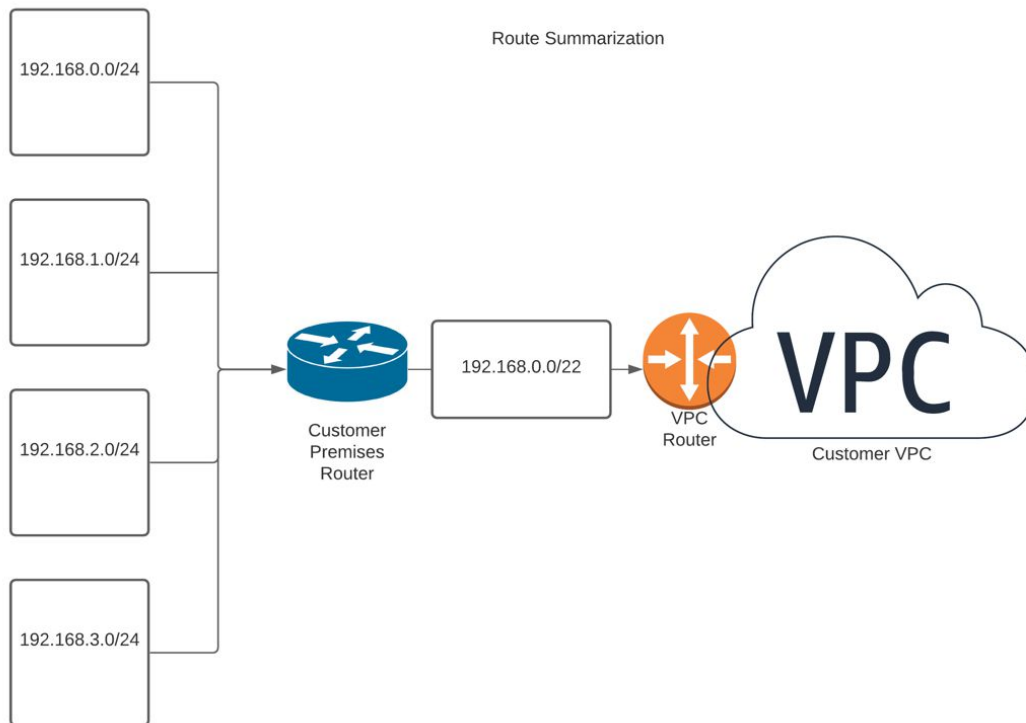 Route Summarization
192.168.0.0/24
192.168.1.0/24
192.168.2.0/24
192.168.3.0/24
Customer
Premises
Router
192.168.0.0/22
VPC
Router
VPC
Customer VPC